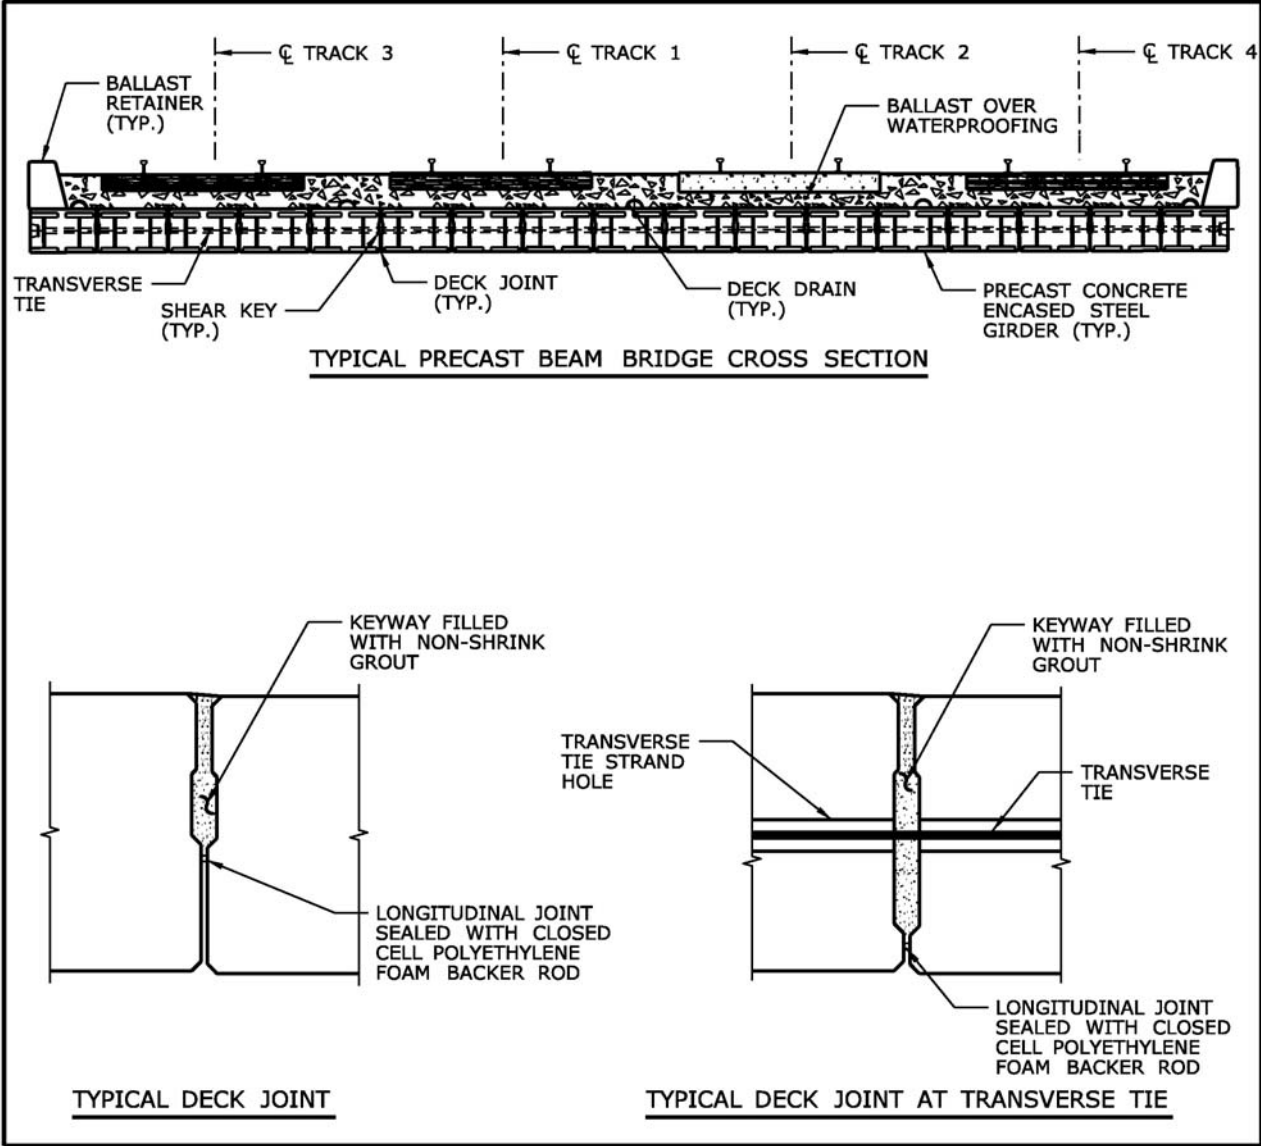 ℄ TRACK 3
℄ TRACK 1
℄ TRACK 2
℄ TRACK 4
BALLAST
RETAINER
(TYP.)
BALLAST OVER
WATERPROOFING
TRANSVERSE
TIE
SHEAR KEY
(TYP.)
DECK JOINT
(TYP.)
DECK DRAIN
(TYP.)
PRECAST CONCRETE
ENCASED STEEL
GIRDER (TYP.)
TYPICAL PRECAST BEAM BRIDGE CROSS SECTION
KEYWAY FILLED
WITH NON-SHRINK
GROUT
LONGITUDINAL JOINT
SEALED WITH CLOSED
CELL POLYETHYLENE
FOAM BACKER ROD
TYPICAL DECK JOINT
KEYWAY FILLED
WITH NON-SHRINK
GROUT
TRANSVERSE
TIE STRAND
HOLE
TRANSVERSE
TIE
LONGITUDINAL JOINT
SEALED WITH CLOSED
CELL POLYETHYLENE
FOAM BACKER ROD
TYPICAL DECK JOINT AT TRANSVERSE TIE